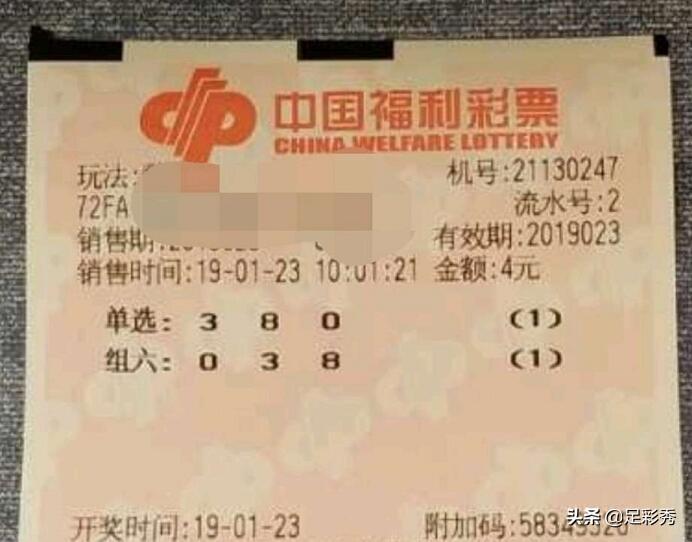 中国福利彩票
CHINA WELFARE LOTTERY
玩法: 机号:21130247
72FA 流水号:2
销售期: 有效期:2019023
销售时间:19-01-23 10:01:21 金额:4元
单选: 3 8 0 (1)
组六: 0 3 8 (1)
开奖时间:19-01-23 附加码:
头条 @足彩秀